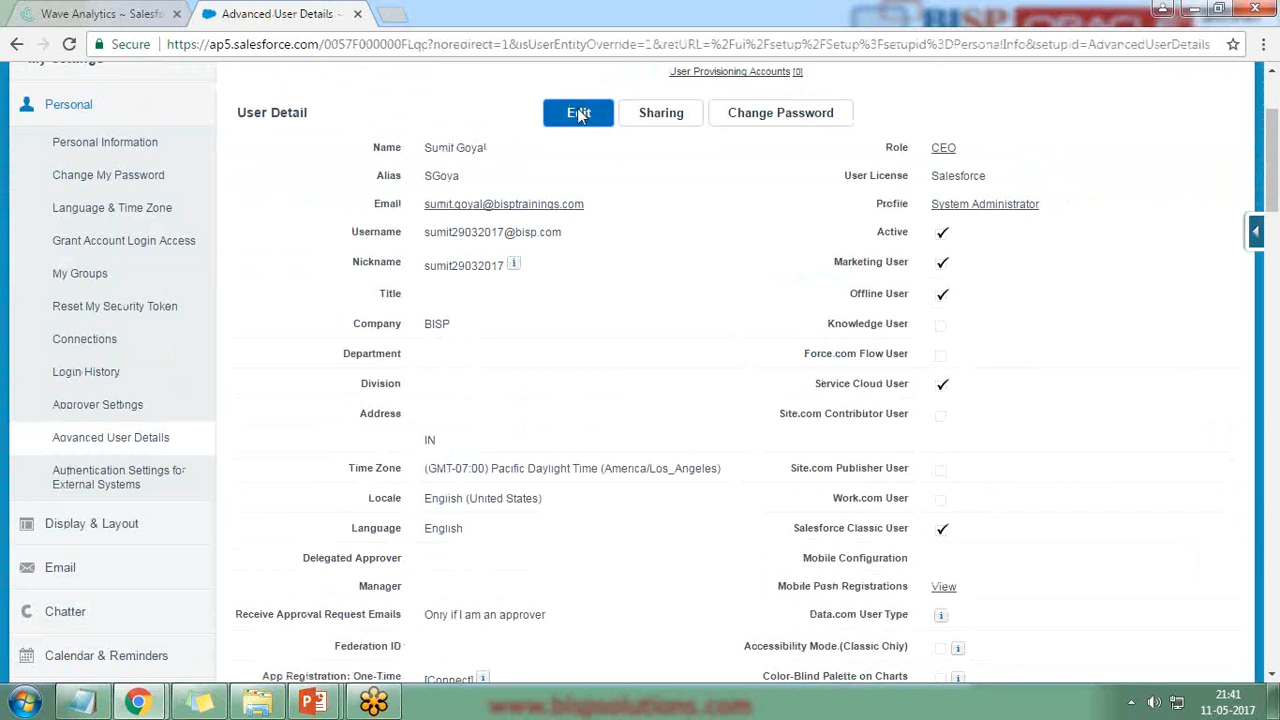 Wave Analytics – Salesfo
Advanced User Details ~
Secure
https://ap5.salesforce.com/0057F000000FLqp?noredirect=1&isUserEntityOverride=1&retURL=%2Fui%2Fsetup%2FSetup%3Fsetupid%3DPersonalInfo&setupid=AdvancedUserDetails
User Provisioning Accounts [0]
Personal
User Detail
Edit
Sharing
Change Password
Personal Information
Change My Password
Language & Time Zone
Grant Account Login Access
My Groups
Reset My Security Token
Connections
Login History
Approver Settings
Advanced User Details
Authentication Settings for
External Systems
Display & Layout
Email
Chatter
Calendar & Reminders
Name Sumit Goyal
Alias SGoya
Email sumit.goyal@bisptrainings.com
Username sumit29032017@bisp.com
Nickname sumit29032017 i
Title
Company BISP
Department
Division
Address
IN
Time Zone (GMT-07:00) Pacific Daylight Time (America/Los_Angeles)
Locale English (United States)
Language English
Delegated Approver
Manager
Receive Approval Request Emails Only if I am an approver
Federation ID
App Registration: One-Time [Connect] i
Role CEO
User License Salesforce
Profile System Administrator
Active
Marketing User
Offline User
Knowledge User
Force.com Flow User
Service Cloud User
Site.com Contributor User
Site.com Publisher User
Work.com User
Salesforce Classic User
Mobile Configuration
Mobile Push Registrations View
Data.com User Type i
Accessibility Mode (Classic Only) i
Color-Blind Palette on Charts i
www.bispsolutions.com
21:41
11-05-2017